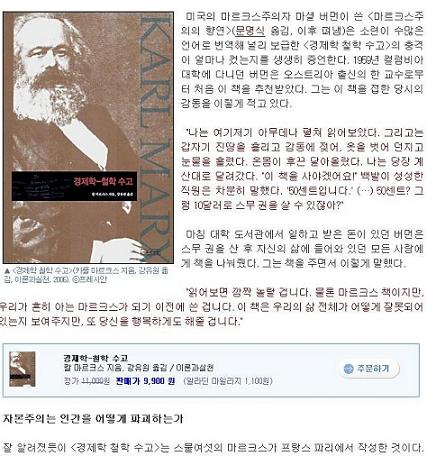 KARL MARX
경제학-철학 수고
미국의 마르크스주의자 마셜 버먼이 쓴 <마르크스주
의의 향연>(문명식 옮김, 이후 펴냄)은 소련이 수많은
언어로 번역해 널리 보급한 <경제학 철학 수고>의 충격
이 얼마나 컸는지를 생생히 증언한다. 1959년 컬럼비아
대학에 다니던 버먼은 오스트리아 출신의 한 교수로부
터 처음 이 책을 추천받았다. 그는 이 책을 접한 당시의
감동을 이렇게 적고 있다.
"나는 여기저기 아무데나 펼쳐 읽어보았다. 그리고는
갑자기 진땀을 흘리고 감동에 젖어, 옷을 벗어 던지고
눈물을 흘렸다. 온몸이 후끈 달아올랐다. 나는 당장 계
산대로 달려갔다. "이 책을 사야겠어요!" 백발이 성성한
직원은 차분히 말했다. '50센트입니다.' (…) 50센트? 그
럼 10달러로 스무 권을 살 수 있잖아?"
마침 대학 도서관에서 일하고 받은 돈이 있던 버먼은
스무 권을 산 후 자신의 삶에 들어와 있던 모든 사람에
게 책을 나눠줬다. 그는 책을 주면서 이렇게 말했다.
▲ <경제학 철학 수고>(카를 마르크스 지음, 강유원 옮
김, 이론과실천, 2006). ⓒ프레시안
"읽어보면 깜짝 놀랄 겁니다. 물론 마르크스 책이지만,
우리가 흔히 아는 마르크스가 되기 이전에 쓴 겁니다. 이 책은 우리의 삶 전체가 어떻게 잘못되어
있는지 보여주지만, 또 당신을 행복하게도 해줄 겁니다."
경제학-철학 수고
칼 마르크스 지음, 강유원 옮김 / 이론과실천
정가 11,000원 판매가 9,900 원 (알라딘 마일리지 1,100원)
주문하기
자본주의는 인간을 어떻게 파괴하는가
잘 알려졌듯이 <경제학 철학 수고>는 스물여섯의 마르크스가 프랑스 파리에서 작성한 것이다.